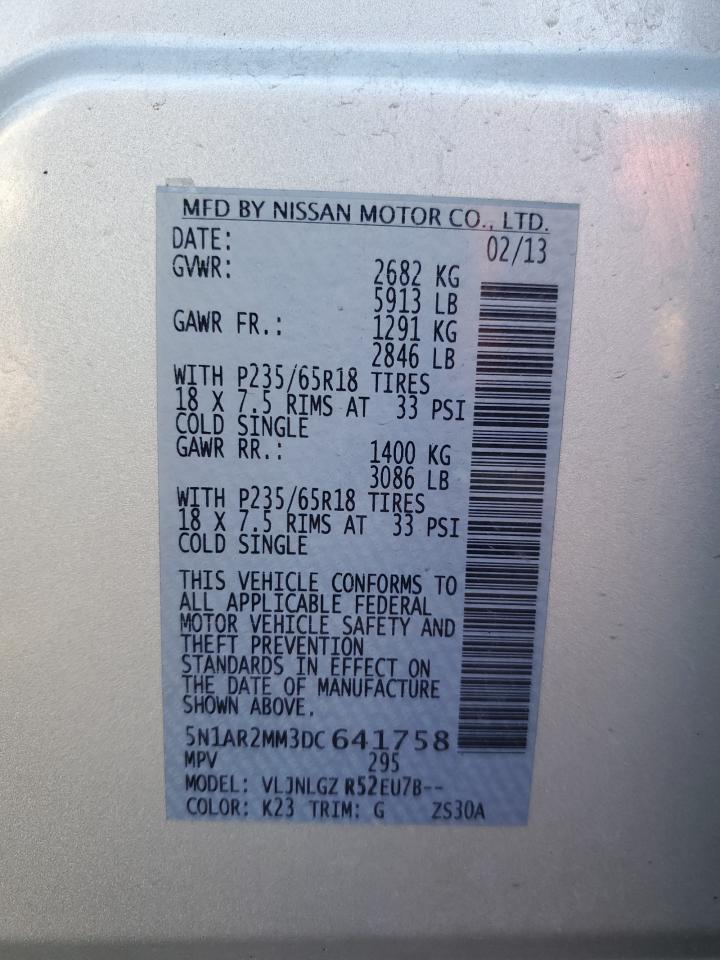 MFD BY NISSAN MOTOR CO., LTD.
DATE: 02/13
GVWR: 2682 KG
5913 LB
GAWR FR.: 1291 KG
2846 LB
WITH P235/65R18 TIRES
18 X 7.5 RIMS AT 33 PSI
COLD SINGLE
GAWR RR.: 1400 KG
3086 LB
WITH P235/65R18 TIRES
18 X 7.5 RIMS AT 33 PSI
COLD SINGLE
THIS VEHICLE CONFORMS TO
ALL APPLICABLE FEDERAL
MOTOR VEHICLE SAFETY AND
THEFT PREVENTION
STANDARDS IN EFFECT ON
THE DATE OF MANUFACTURE
SHOWN ABOVE.
5N1AR2MM3DC641758
MPV 295
MODEL: VLJNLGZ R52EU7B--
COLOR: K23 TRIM: G ZS30A